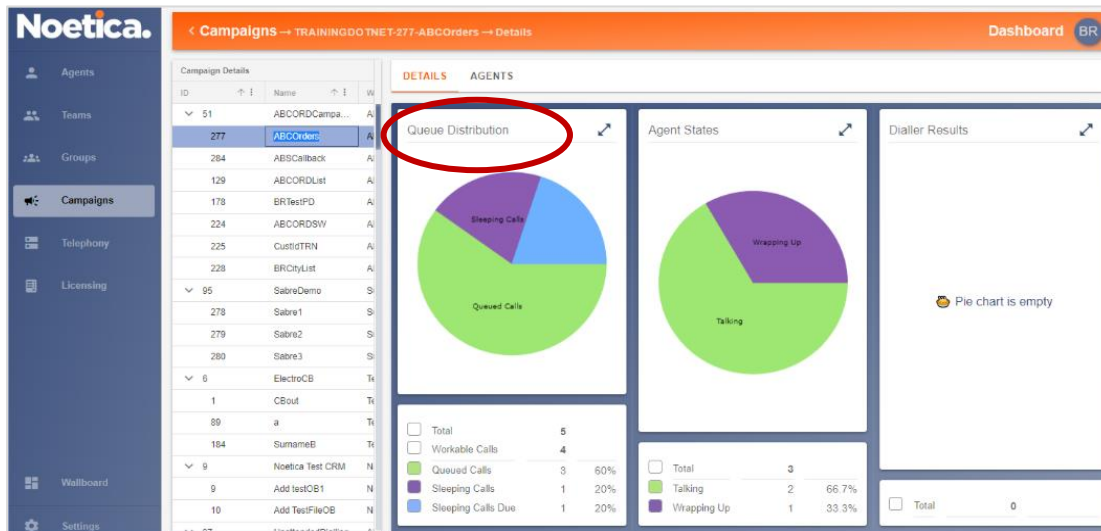 Noetica.
Agents
Teams
Groups
Campaigns
Telephony
Licensing
Wallboard
Settings
< Campaigns → TRAININGDOTNET-277-ABCOrders → Details
Dashboard BR
Campaign Details
ID Name
51 ABCORDCampa...
277 ABCOrders
284 ABSCallback
129 ABCORDList
178 BRTestPD
224 ABCORDSW
225 CustIdTRN
228 BRCityList
95 SabreDemo
278 Sabre1
279 Sabre2
280 Sabre3
6 ElectroCB
1 CBout
89 a
184 SurnameB
9 Noetica Test CRM
9 Add testOB1
10 Add TestFileOB
DETAILS AGENTS
Queue Distribution
Sleeping Calls
Queued Calls
Total 5
Workable Calls 4
Queued Calls 3 60%
Sleeping Calls 1 20%
Sleeping Calls Due 1 20%
Agent States
Wrapping Up
Talking
Total 3
Talking 2 66.7%
Wrapping Up 1 33.3%
Dialler Results
Pie chart is empty
Total 0